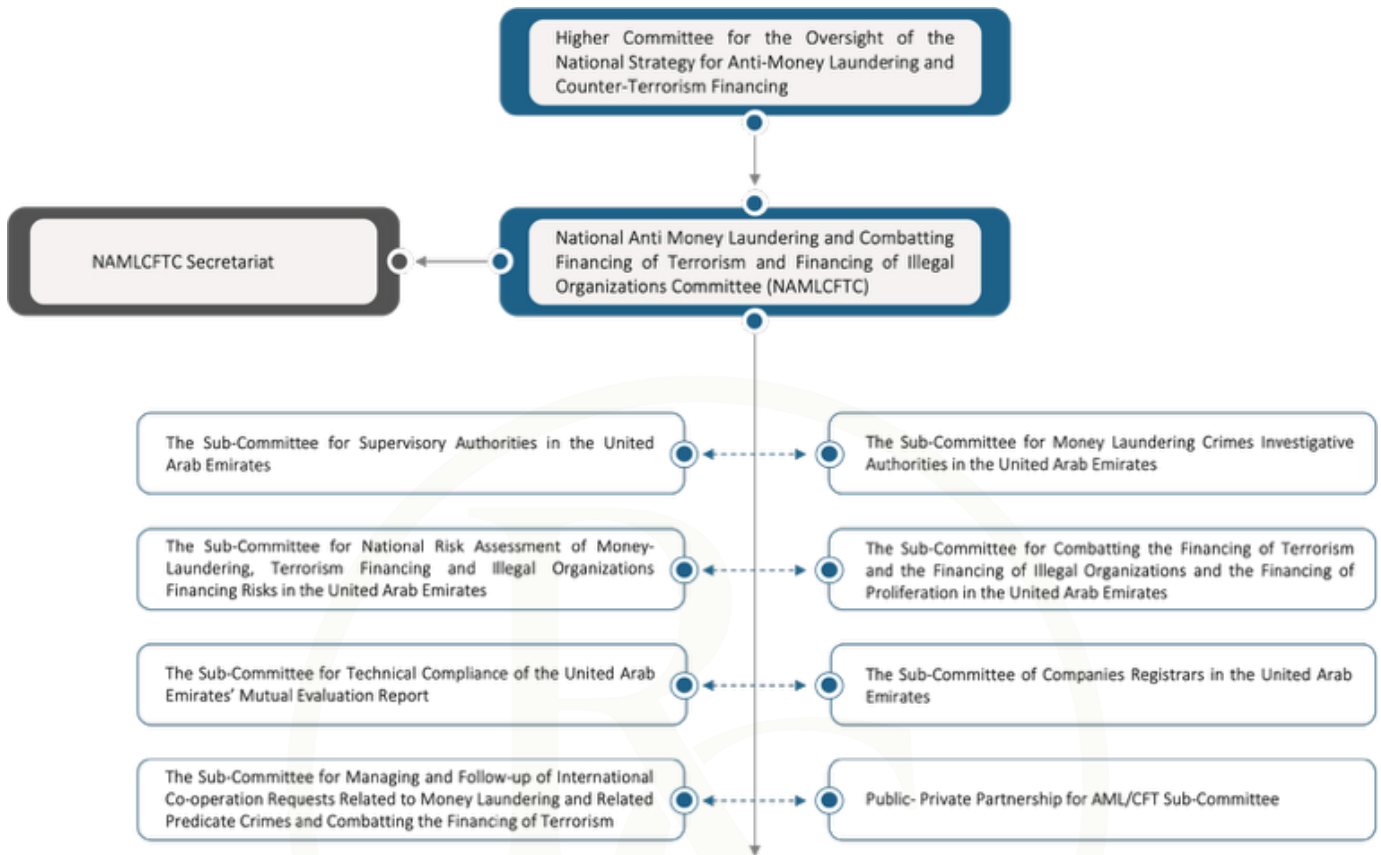 Higher Committee for the Oversight of the
National Strategy for Anti-Money Laundering and
Counter-Terrorism Financing
NAMLCFTC Secretariat
National Anti Money Laundering and Combatting
Financing of Terrorism and Financing of Illegal
Organizations Committee (NAMLCFTC)
The Sub-Committee for Supervisory Authorities in the United
Arab Emirates
The Sub-Committee for Money Laundering Crimes Investigative
Authorities in the United Arab Emirates
The Sub-Committee for National Risk Assessment of Money-
Laundering, Terrorism Financing and Illegal Organizations
Financing Risks in the United Arab Emirates
The Sub-Committee for Combatting the Financing of Terrorism
and the Financing of Illegal Organizations and the Financing of
Proliferation in the United Arab Emirates
The Sub-Committee for Technical Compliance of the United Arab
Emirates' Mutual Evaluation Report
The Sub-Committee of Companies Registrars in the United Arab
Emirates
The Sub-Committee for Managing and Follow-up of International
Co-operation Requests Related to Money Laundering and Related
Predicate Crimes and Combatting the Financing of Terrorism
Public- Private Partnership for AML/CFT Sub-Committee